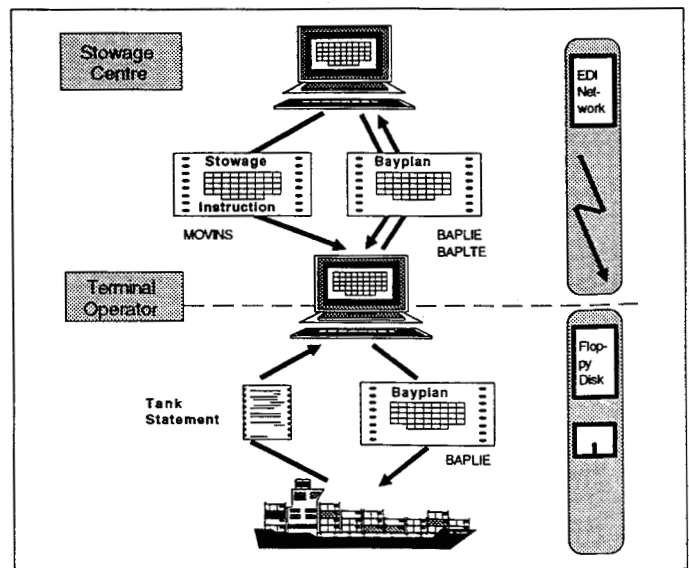 Stowage
Centre
EDI
Net-
work
Stowage
Instruction
Bayplan
MOVINS
BAPLIE
BAPLTE
Terminal
Operator
Flop-
py
Disk
Tank
Statement
Bayplan
BAPLIE